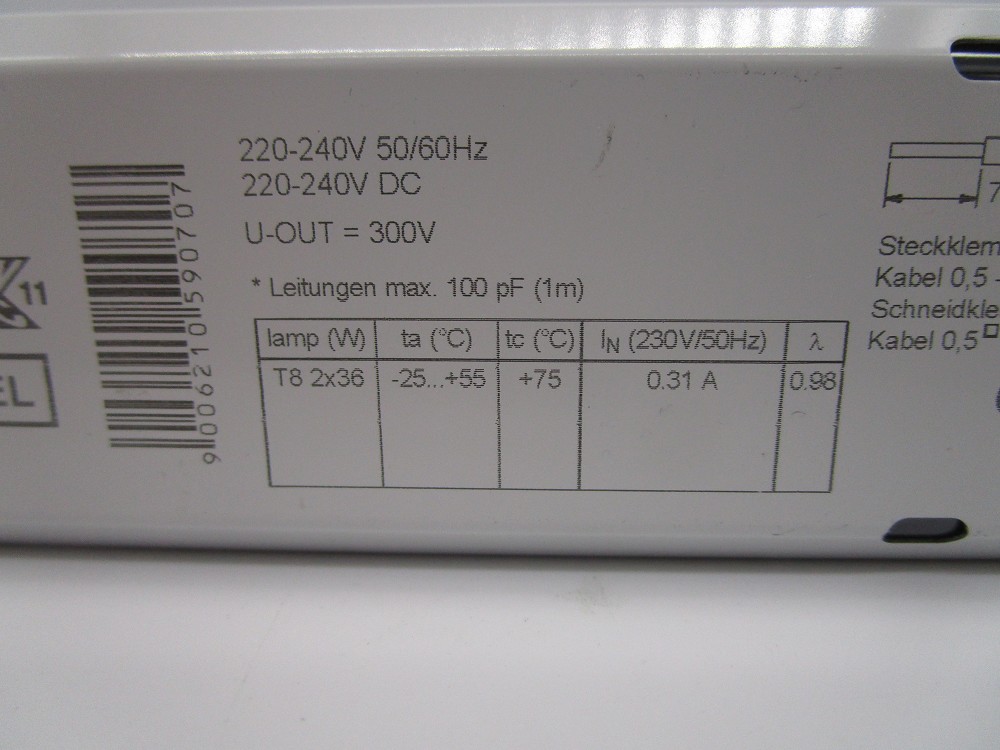 220-240V 50/60Hz
220-240V DC
U-OUT = 300V
* Leitungen max. 100 pF (1m)
lamp (W) ta (°C) tc (°C) IN (230V/50Hz) λ
T8 2x36 -25...+55 +75 0.31 A 0.98
9006210590707
11
EL
7
Steckklem
Kabel 0,5 -
Schneidkle
Kabel 0,5